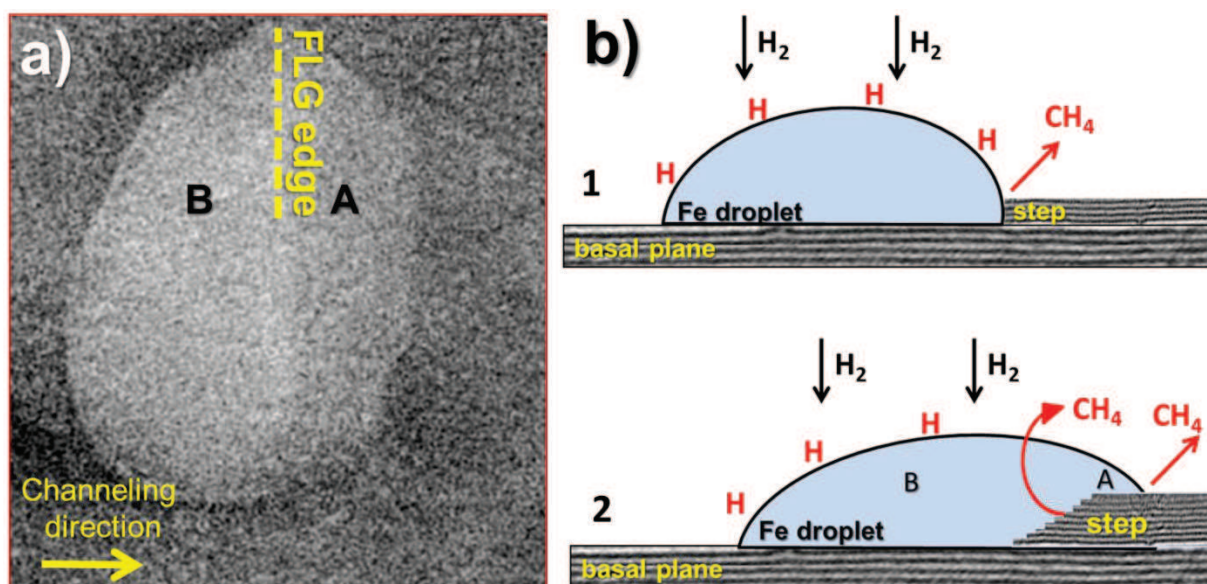 a)
FLG edge
B
A
Channeling
direction
b)
H₂
H₂
H
H
H
H
CH₄
1
Fe droplet
step
basal plane
H₂
H₂
H
H
H
CH₄
CH₄
B
A
2
Fe droplet
step
basal plane